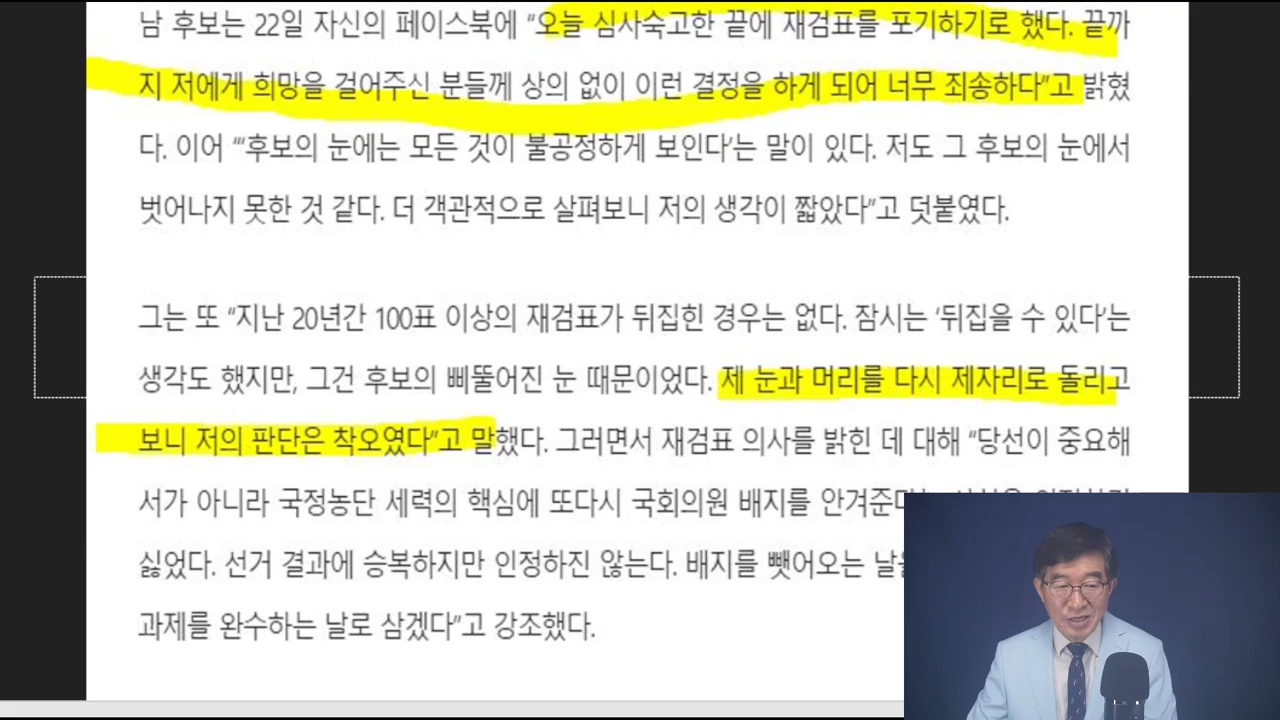 남 후보는 22일 자신의 페이스북에 “오늘 심사숙고한 끝에 재검표를 포기하기로 했다. 끝까
지 저에게 희망을 걸어주신 분들께 상의 없이 이런 결정을 하게 되어 너무 죄송하다”고 밝혔
다. 이어 “‘후보의 눈에는 모든 것이 불공정하게 보인다’는 말이 있다. 저도 그 후보의 눈에서
벗어나지 못한 것 같다. 더 객관적으로 살펴보니 저의 생각이 짧았다”고 덧붙였다.
그는 또 “지난 20년간 100표 이상의 재검표가 뒤집힌 경우는 없다. 잠시는 ‘뒤집을 수 있다’는
생각도 했지만, 그건 후보의 삐뚤어진 눈 때문이었다. 제 눈과 머리를 다시 제자리로 돌리고
보니 저의 판단은 착오였다“고 말했다. 그러면서 재검표 의사를 밝힌 데 대해 “당선이 중요해
서가 아니라 국정농단 세력의 핵심에 또다시 국회의원 배지를
싫었다. 선거 결과에 승복하지만 인정하진 않는다. 배지를 뺏어오는
과제를 완수하는 날로 삼겠다”고 강조했다.